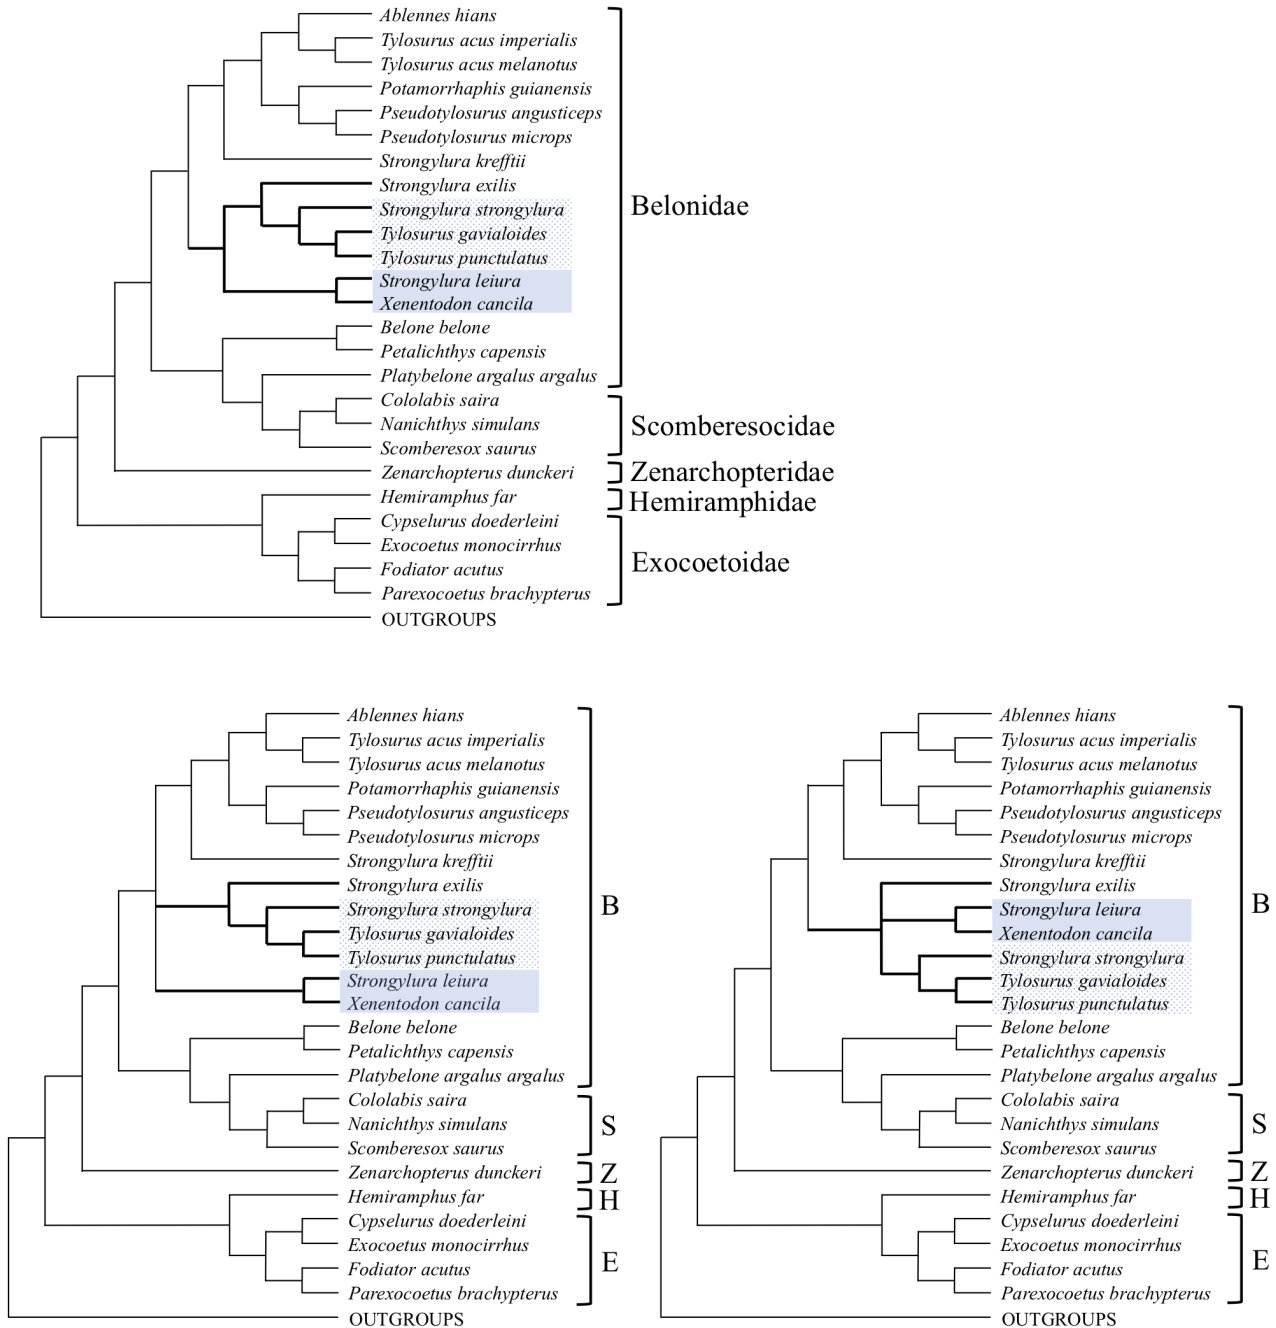 Ablennes hians
Tylosurus acus imperialis
Tylosurus acus melanotus
Potamorrhaphis guianensis
Pseudotylosurus angusticeps
Pseudotylosurus microps
Strongylura krefftii
Strongylura exilis
Strongylura strongylura
Tylosurus gavialoides
Tylosurus punctulatus
Strongylura leiura
Xenentodon cancila
Belone belone
Petalichthys capensis
Platybelone argalus argalus
Cololabis saira
Nanichthys simulans
Scomberesox saurus
Zenarchopterus dunckeri
Hemiramphus far
Cypselurus doederleini
Exocoetus monocirrhus
Fodiator acutus
Parexocoetus brachypterus
OUTGROUPS
Belonidae
Scomberesocidae
Zenarchopteridae
Hemiramphidae
Exocoetoidae
Ablennes hians
Tylosurus acus imperialis
Tylosurus acus melanotus
Potamorrhaphis guianensis
Pseudotylosurus angusticeps
Pseudotylosurus microps
Strongylura krefftii
Strongylura exilis
Strongylura strongylura
Tylosurus gavialoides
Tylosurus punctulatus
Strongylura leiura
Xenentodon cancila
Belone belone
Petalichthys capensis
Platybelone argalus argalus
Cololabis saira
Nanichthys simulans
Scomberesox saurus
Zenarchopterus dunckeri
Hemiramphus far
Cypselurus doederleini
Exocoetus monocirrhus
Fodiator acutus
Parexocoetus brachypterus
OUTGROUPS
B
S
Z
H
E
Ablennes hians
Tylosurus acus imperialis
Tylosurus acus melanotus
Potamorrhaphis guianensis
Pseudotylosurus angusticeps
Pseudotylosurus microps
Strongylura krefftii
Strongylura exilis
Strongylura leiura
Xenentodon cancila
Strongylura strongylura
Tylosurus gavialoides
Tylosurus punctulatus
Belone belone
Petalichthys capensis
Platybelone argalus argalus
Cololabis saira
Nanichthys simulans
Scomberesox saurus
Zenarchopterus dunckeri
Hemiramphus far
Cypselurus doederleini
Exocoetus monocirrhus
Fodiator acutus
Parexocoetus brachypterus
OUTGROUPS
B
S
Z
H
E